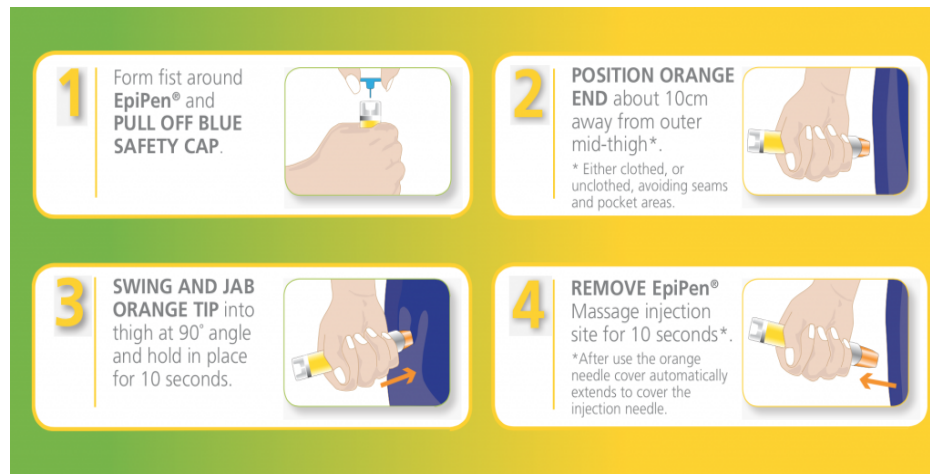 1
Form fist around
EpiPen® and
PULL OFF BLUE
SAFETY CAP.
2
POSITION ORANGE
END about 10cm
away from outer
mid-thigh*.
* Either clothed, or
unclothed, avoiding seams
and pocket areas.
3
SWING AND JAB
ORANGE TIP into
thigh at 90° angle
and hold in place
for 10 seconds.
4
REMOVE EpiPen®
Massage injection
site for 10 seconds*.
*After use the orange
needle cover automatically
extends to cover the
injection needle.